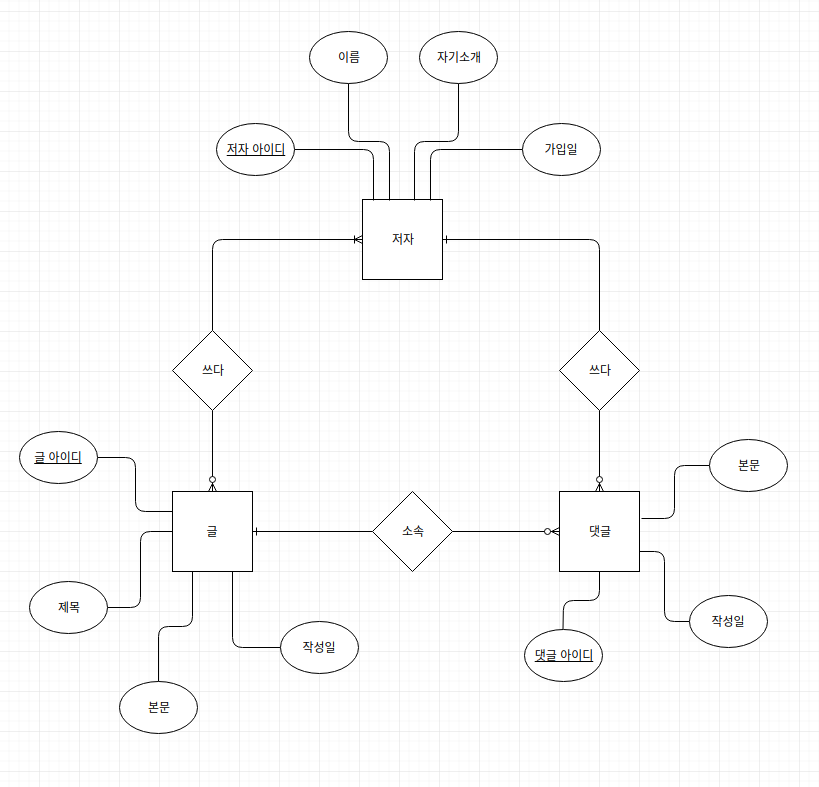 이름
자기소개
저자 아이디
가입일
저자
쓰다
쓰다
글 아이디
본문
글
소속
댓글
제목
작성일
작성일
댓글 아이디
본문